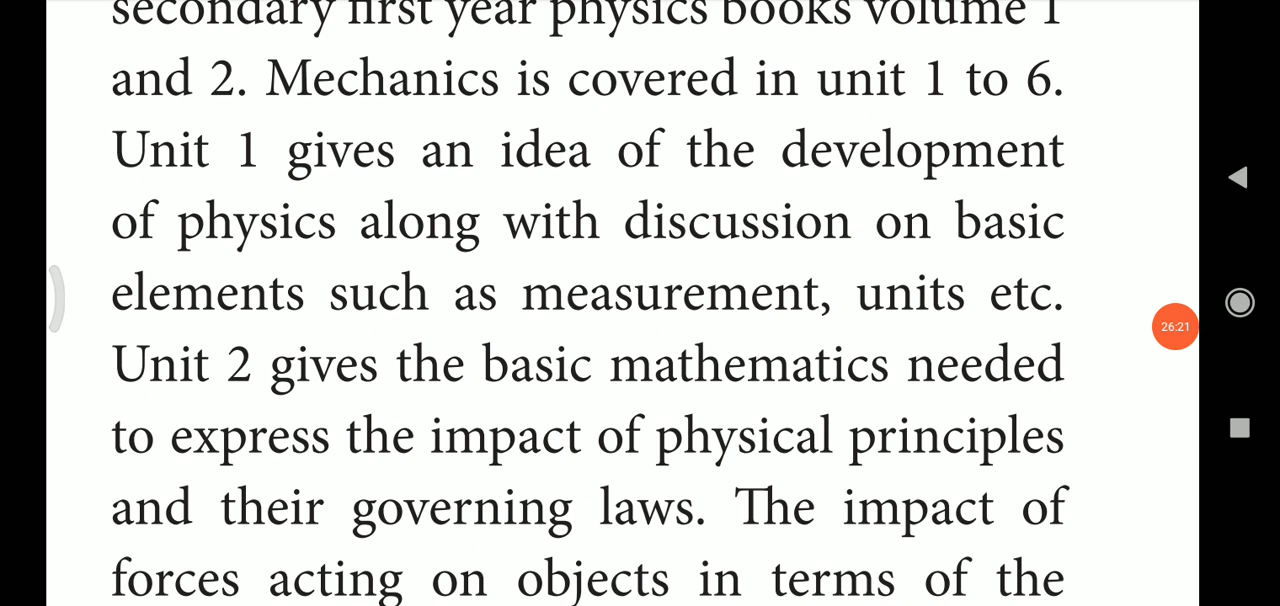 secondary first year physics books volume 1
and 2. Mechanics is covered in unit 1 to 6.
Unit 1 gives an idea of the development
of physics along with discussion on basic
elements such as measurement, units etc.
Unit 2 gives the basic mathematics needed
to express the impact of physical principles
and their governing laws. The impact of
forces acting on objects in terms of the
26:21